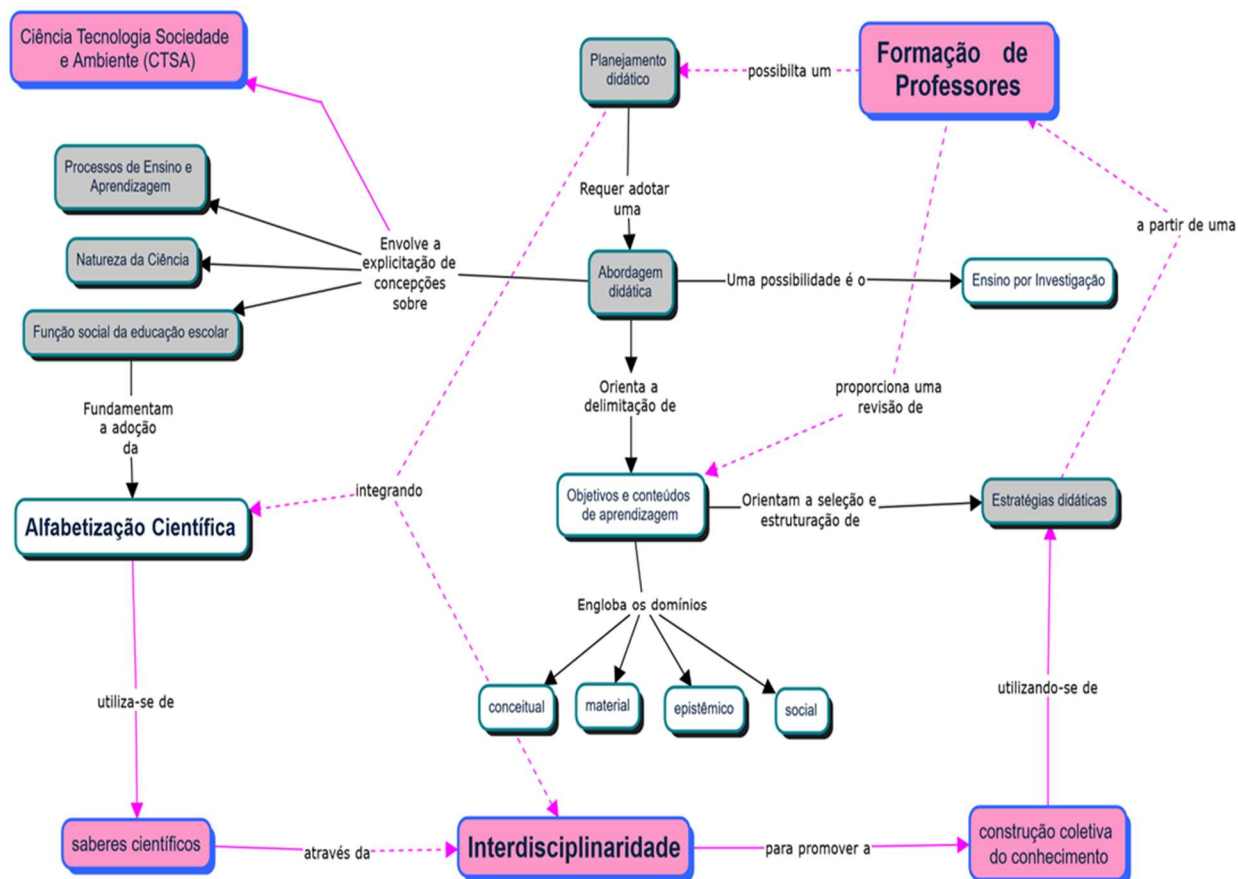 Ciência Tecnologia Sociedade
e Ambiente (CTSA)
Planejamento
didático
possibilta um
Formação de
Professores
Processos de Ensino e
Aprendizagem
Requer adotar
uma
a partir de uma
Natureza da Ciência
Envolve a
explicitação de
concepções
sobre
Abordagem
didática
Uma possibilidade é o
Ensino por Investigação
Função social da educação escolar
Fundamentam
a adoção
da
Orienta a
delimitação de
proporciona uma
revisão de
integrando
Alfabetização Científica
Objetivos e conteúdos
de aprendizagem
Orientam a seleção e
estruturação de
Estratégias didáticas
Engloba os domínios
conceitual
material
epistêmico
social
utiliza-se de
utilizando-se de
saberes científicos
através da
Interdisciplinaridade
para promover a
construção coletiva
do conhecimento